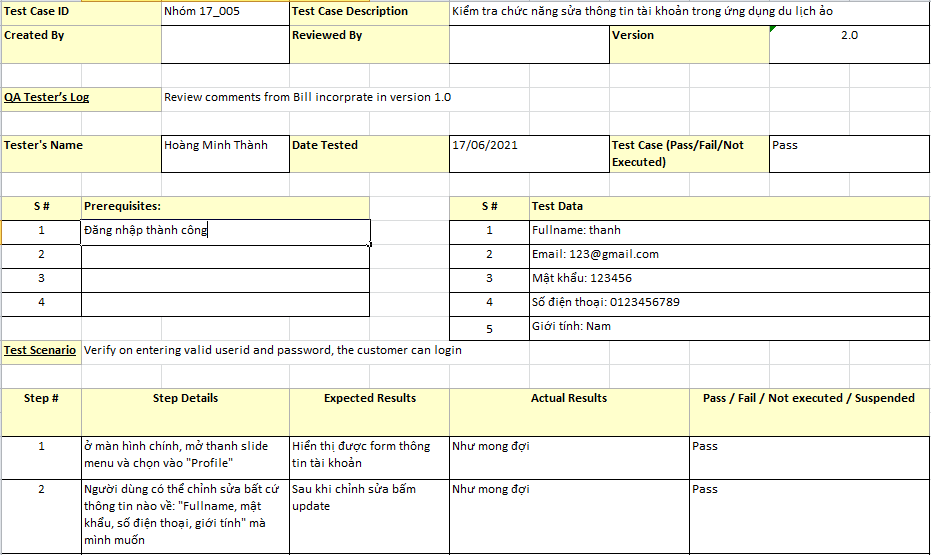 Test Case ID Nhóm 17_005 Test Case Description Kiểm tra chức năng sửa thông tin tài khoản trong ứng dụng du lịch ảo
Created By Reviewed By Version 2.0
QA Tester's Log Review comments from Bill incorprate in version 1.0
Tester's Name Hoàng Minh Thành Date Tested 17/06/2021 Test Case (Pass/Fail/Not
Executed) Pass
S # Prerequisites: S # Test Data
1 Đăng nhập thành công 1 Fullname: thanh
2 2 Email: 123@gmail.com
3 3 Mật khẩu: 123456
4 4 Số điện thoại: 0123456789
5 Giới tính: Nam
Test Scenario Verify on entering valid userid and password, the customer can login
Step # Step Details Expected Results Actual Results Pass / Fail / Not executed / Suspended
1 ở màn hình chính, mở thanh slide Hiển thị được form thông Như mong đợi Pass
menu và chọn vào "Profile" tin tài khoản
2 Người dùng có thể chỉnh sửa bất cứ Sau khi chỉnh sửa bấm Như mong đợi Pass
thông tin nào về: "Fullname, mật update
khẩu, số điện thoại, giới tính" mà
mình muốn